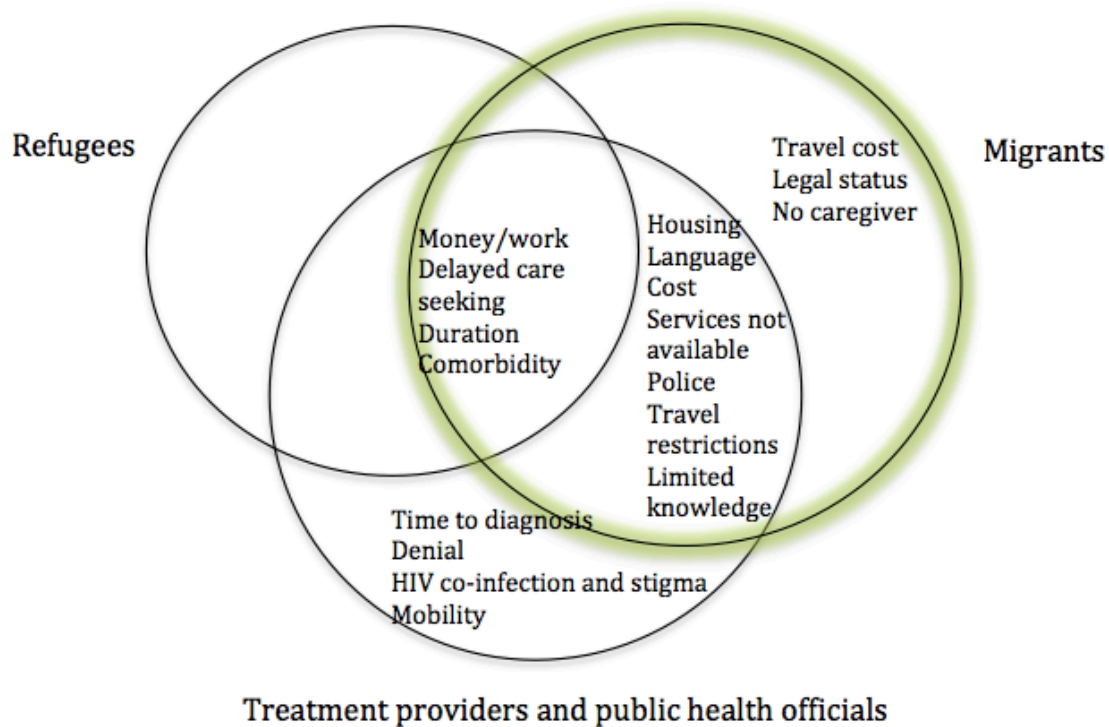 Refugees
Migrants
Travel cost
Legal status
No caregiver
Money/work
Delayed care
seeking
Duration
Comorbidity
Housing
Language
Cost
Services not
available
Police
Travel
restrictions
Limited
knowledge
Time to diagnosis
Denial
HIV co-infection and stigma
Mobility
Treatment providers and public health officials